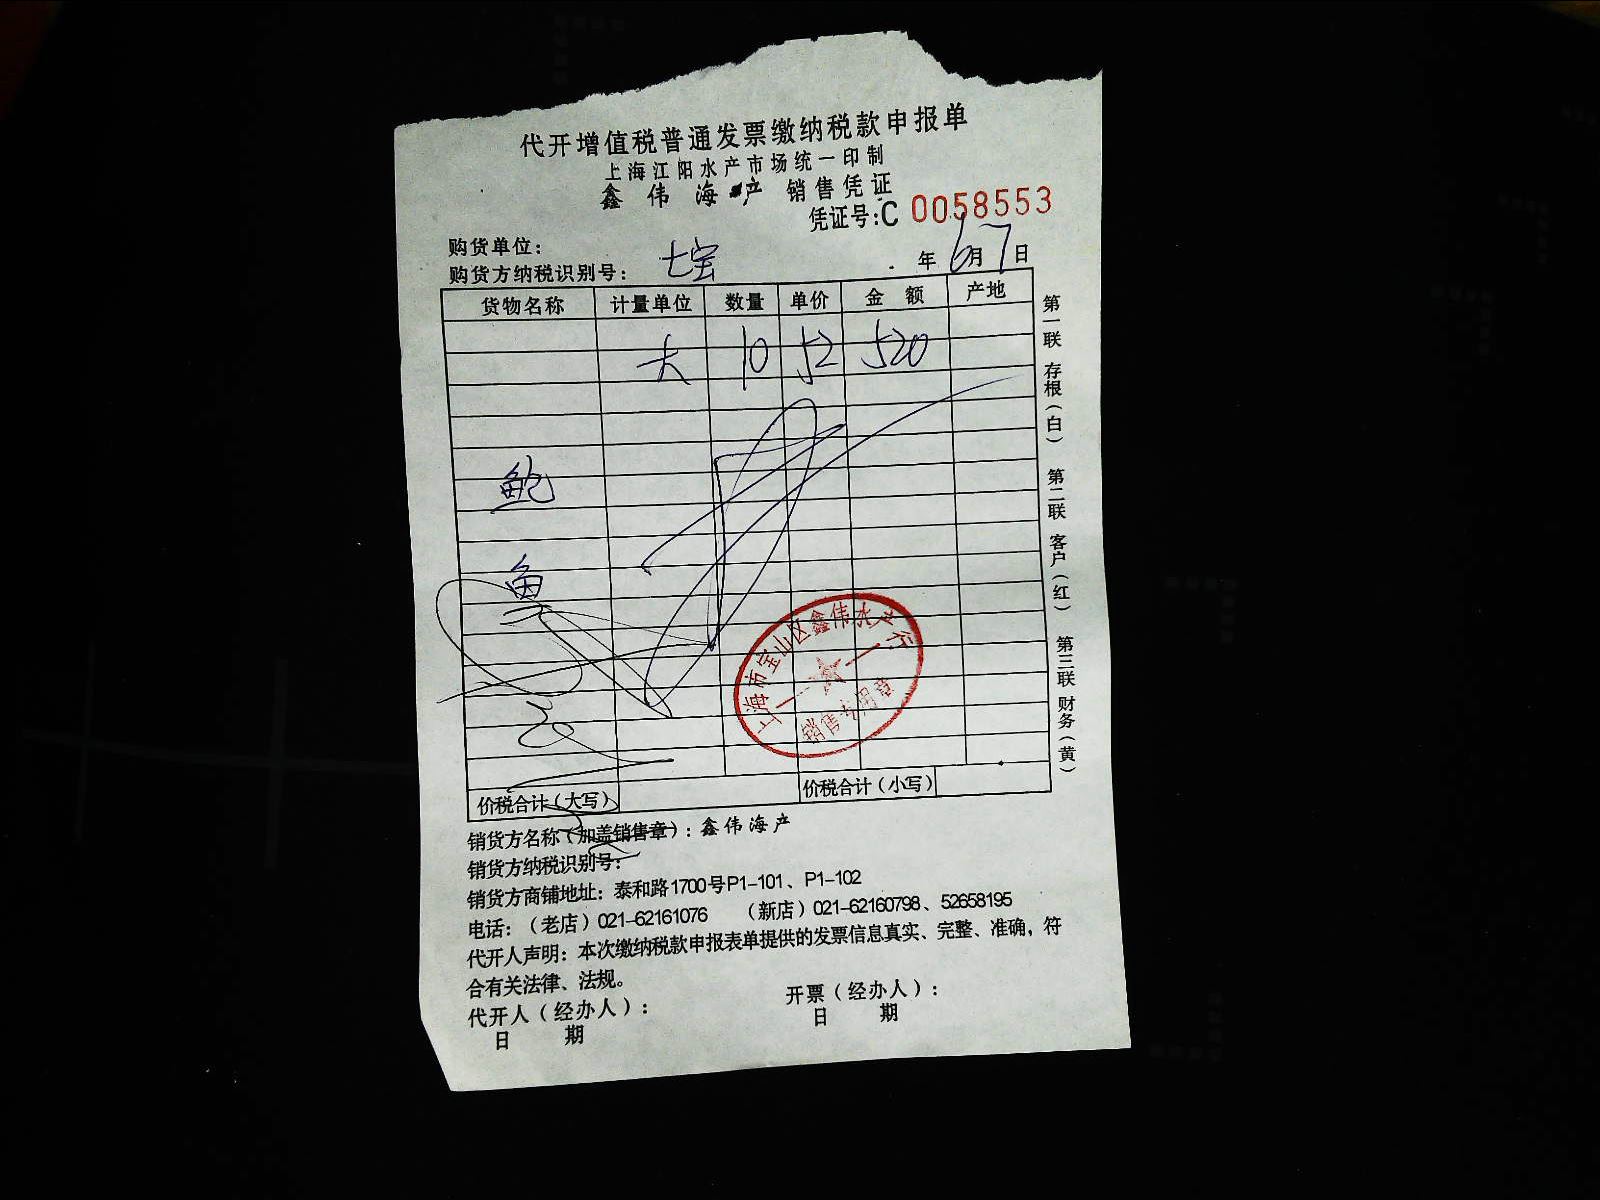 代开增值税普通发票缴纳税款申报单
上海江阳水产市场统一印制
鑫伟海产 销售凭证
凭证号:C 0058553
购货单位:
购货方纳税识别号: 七宝 年 6月7日
货物名称 计量单位 数量 单价 金额 产地
大 10 52 520
鲍
鱼
价税合计(大写) 价税合计(小写)
第一联 存根(白) 第二联 客户(红) 第三联 财务(黄)
上海市宝山区鑫伟水产行
销售专用章
销货方名称(加盖销售章):鑫伟海产
销货方纳税识别号:
销货方商铺地址:泰和路1700号P1-101、P1-102
电话:(老店)021-62161076 (新店)021-62160798、52658195
代开人声明:本次缴纳税款申报表单提供的发票信息真实、完整、准确,符
合有关法律、法规。
代开人(经办人): 开票(经办人):
日 期 日 期